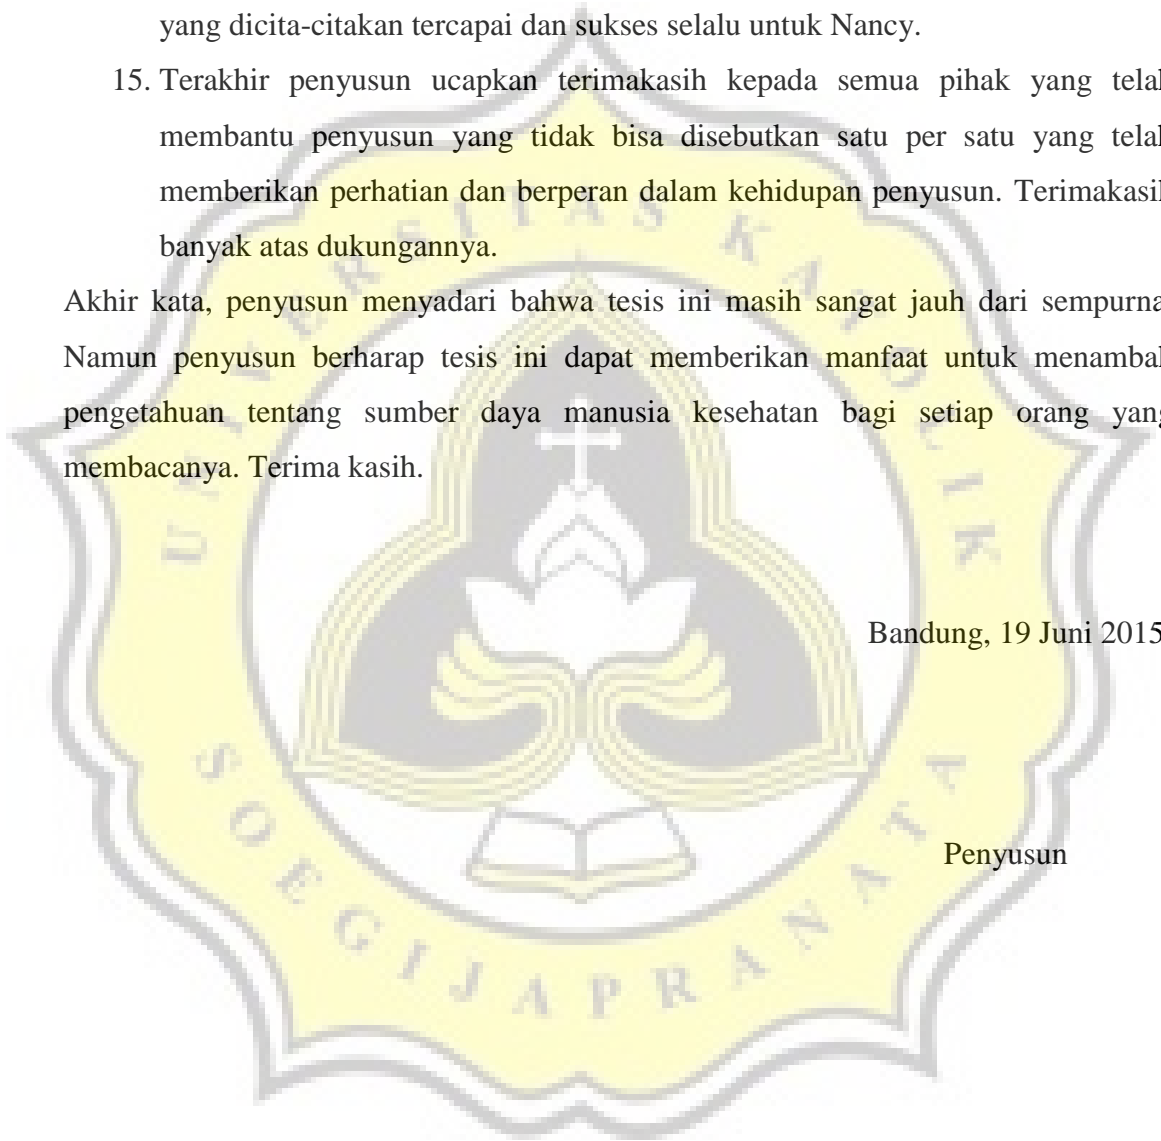 yang dicita-citakan tercapai dan sukses selalu untuk Nancy.
15. Terakhir penyusun ucapkan terimakasih kepada semua pihak yang telah
membantu penyusun yang tidak bisa disebutkan satu per satu yang telah
memberikan perhatian dan berperan dalam kehidupan penyusun. Terimakasih
banyak atas dukungannya.
Akhir kata, penyusun menyadari bahwa tesis ini masih sangat jauh dari sempurna
Namun penyusun berharap tesis ini dapat memberikan manfaat untuk menambah
pengetahuan tentang sumber daya manusia kesehatan bagi setiap orang yang
membacanya. Terima kasih.
Bandung, 19 Juni 2015
Penyusun
UNIVERSITAS KATOLIK
SOEGIJAPRANATA